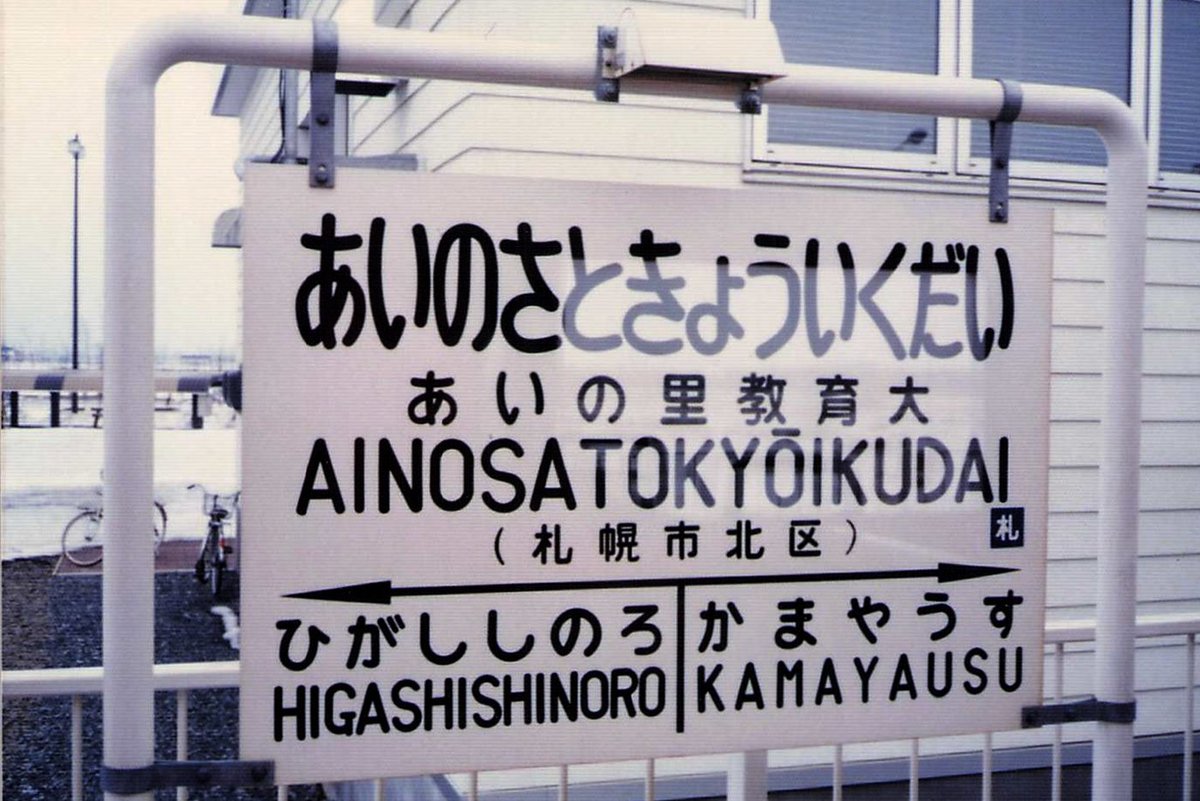 あいのさときょういくだい
あいの里教育大
AINOSATOKYŌIKUDAI
(札幌市北区)
札
ひがししのろ
HIGASHISHINORO
かまやうす
KAMAYAUSU